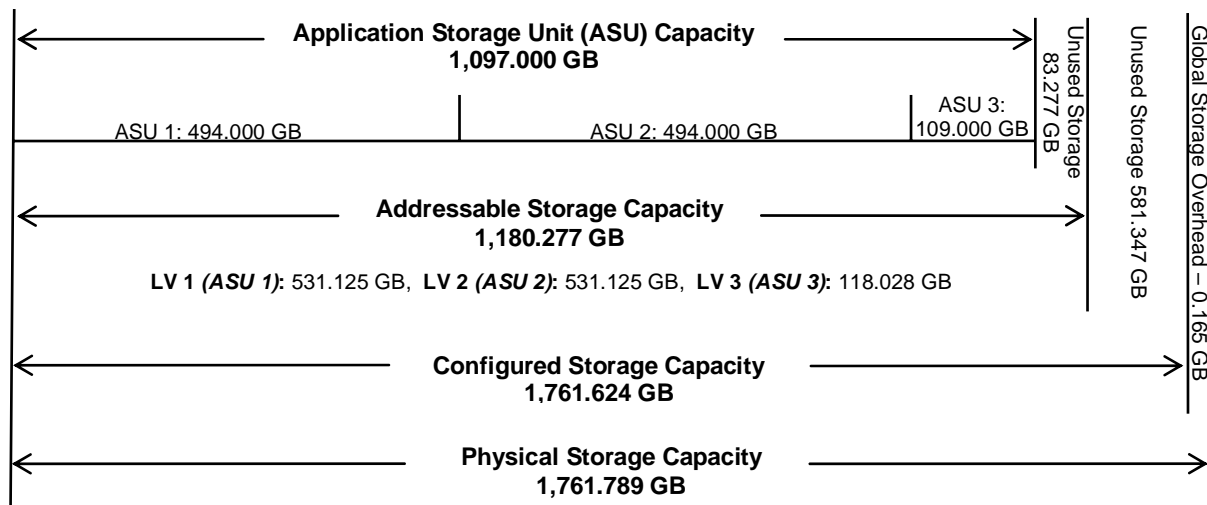 Application Storage Unit (ASU) Capacity
1,097.000 GB
ASU 1: 494.000 GB
ASU 2: 494.000 GB
ASU 3:
109.000 GB
Unused Storage
83.277 GB
Unused Storage 581.347 GB
Global Storage Overhead – 0.165 GB
Addressable Storage Capacity
1,180.277 GB
LV 1 (ASU 1): 531.125 GB, LV 2 (ASU 2): 531.125 GB, LV 3 (ASU 3): 118.028 GB
Configured Storage Capacity
1,761.624 GB
Physical Storage Capacity
1,761.789 GB